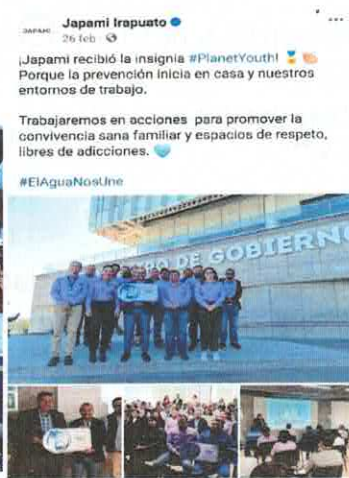 JAPAMI
Japami Irapuato
26 feb
¡Japami recibió la insignia #PlanetYouth!
Porque la prevención inicia en casa y nuestros
entornos de trabajo.
Trabajaremos en acciones para promover la
convivencia sana familiar y espacios de respeto,
libres de adicciones.
#ElAguaNosUne
DE GOBIERNO